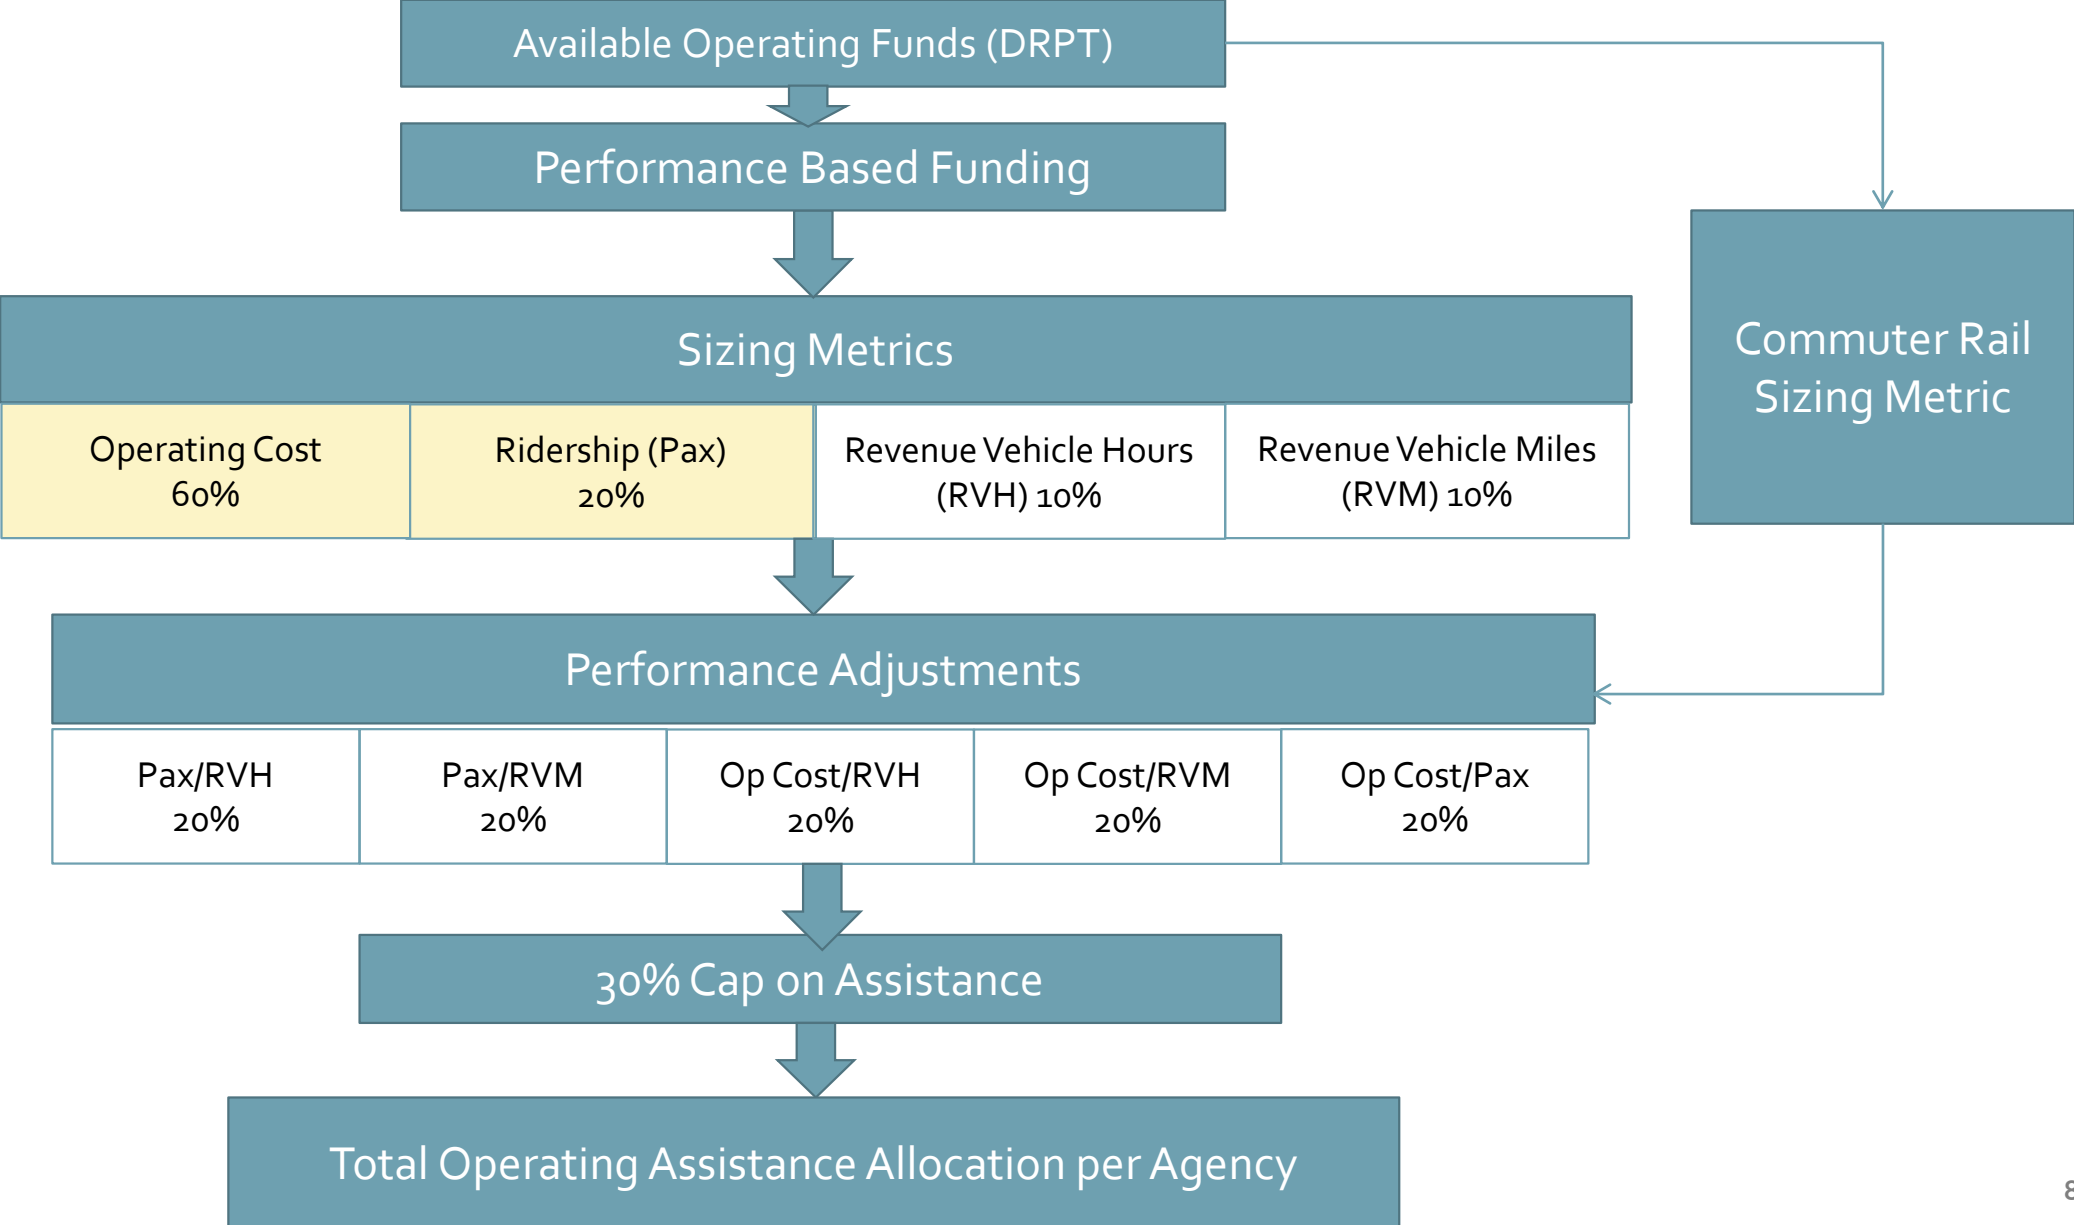 Available Operating Funds (DRPT)
Performance Based Funding
Sizing Metrics
Commuter Rail
Sizing Metric
Operating Cost
60%
Ridership (Pax)
20%
Revenue Vehicle Hours
(RVH) 10%
Revenue Vehicle Miles
(RVM) 10%
Performance Adjustments
Pax/RVH
20%
Pax/RVM
20%
Op Cost/RVH
20%
Op Cost/RVM
20%
Op Cost/Pax
20%
30% Cap on Assistance
Total Operating Assistance Allocation per Agency
8